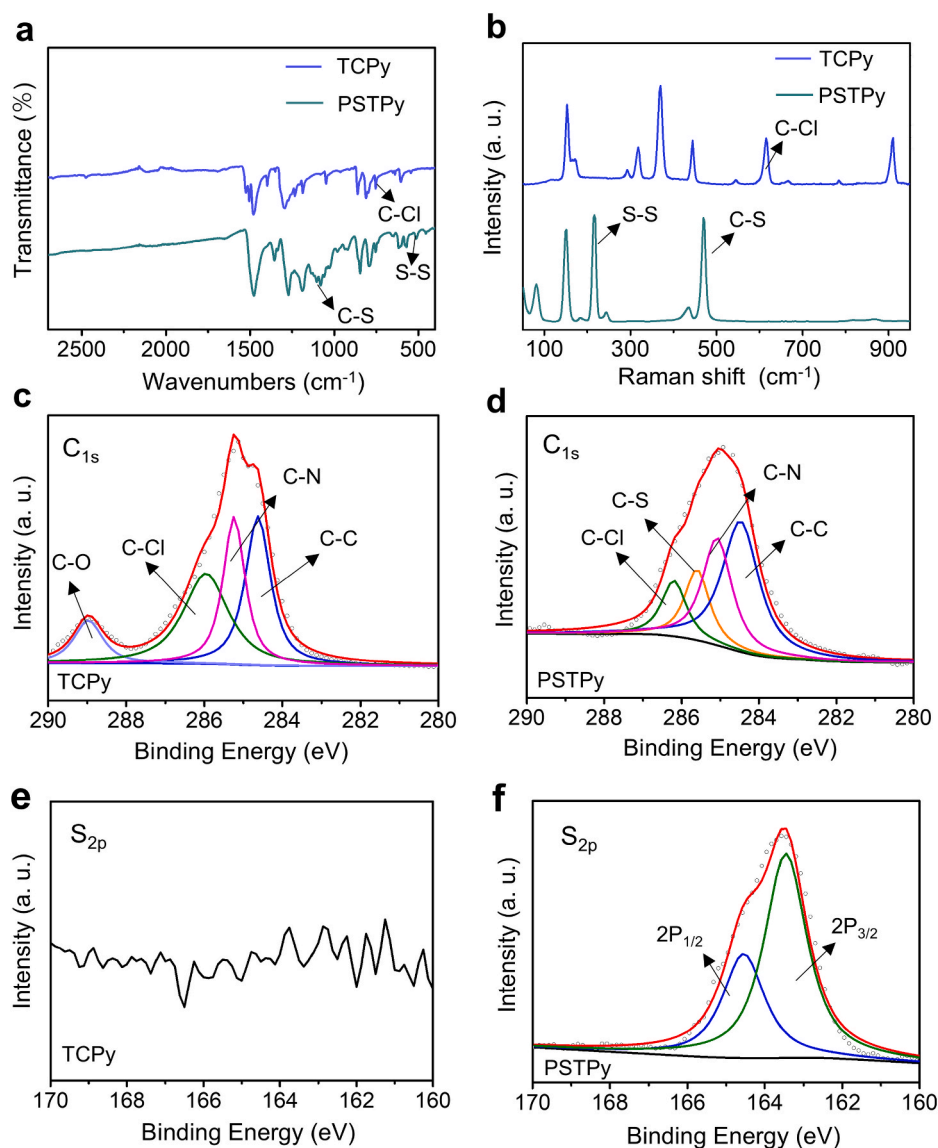 a
TCPy
PSTPy
Transmittance (%)
C-Cl
S-S
C-S
2500 2000 1500 1000 500
Wavenumbers (cm-1)
b
TCPy
PSTPy
Intensity (a. u.)
C-Cl
S-S
C-S
100 300 500 700 900
Raman shift (cm-1)
c
C1s
Intensity (a. u.)
C-O
C-Cl
C-N
C-C
TCPy
290 288 286 284 282 280
Binding Energy (eV)
d
C1s
Intensity (a. u.)
C-Cl
C-S
C-N
C-C
PSTPy
290 288 286 284 282 280
Binding Energy (eV)
e
S2p
Intensity (a. u.)
TCPy
170 168 166 164 162 160
Binding Energy (eV)
f
S2p
Intensity (a. u.)
2P1/2
2P3/2
PSTPy
170 168 166 164 162 160
Binding Energy (eV)